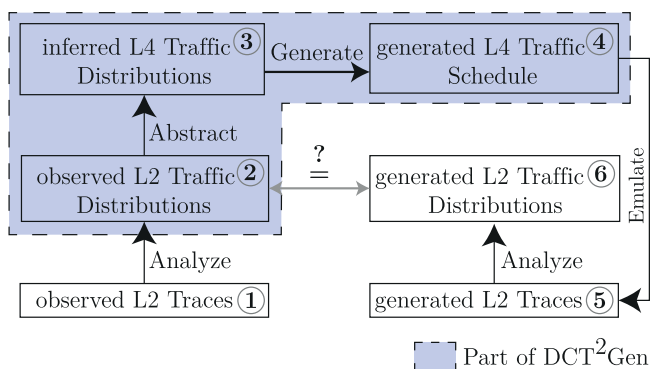 inferred L4 Traffic ③
Distributions
Generate
generated L4 Traffic ④
Schedule
Abstract
observed L2 Traffic ②
Distributions
?
=
generated L2 Traffic ⑥
Distributions
Emulate
Analyze
Analyze
observed L2 Traces ①
generated L2 Traces ⑤
Part of DCT²Gen